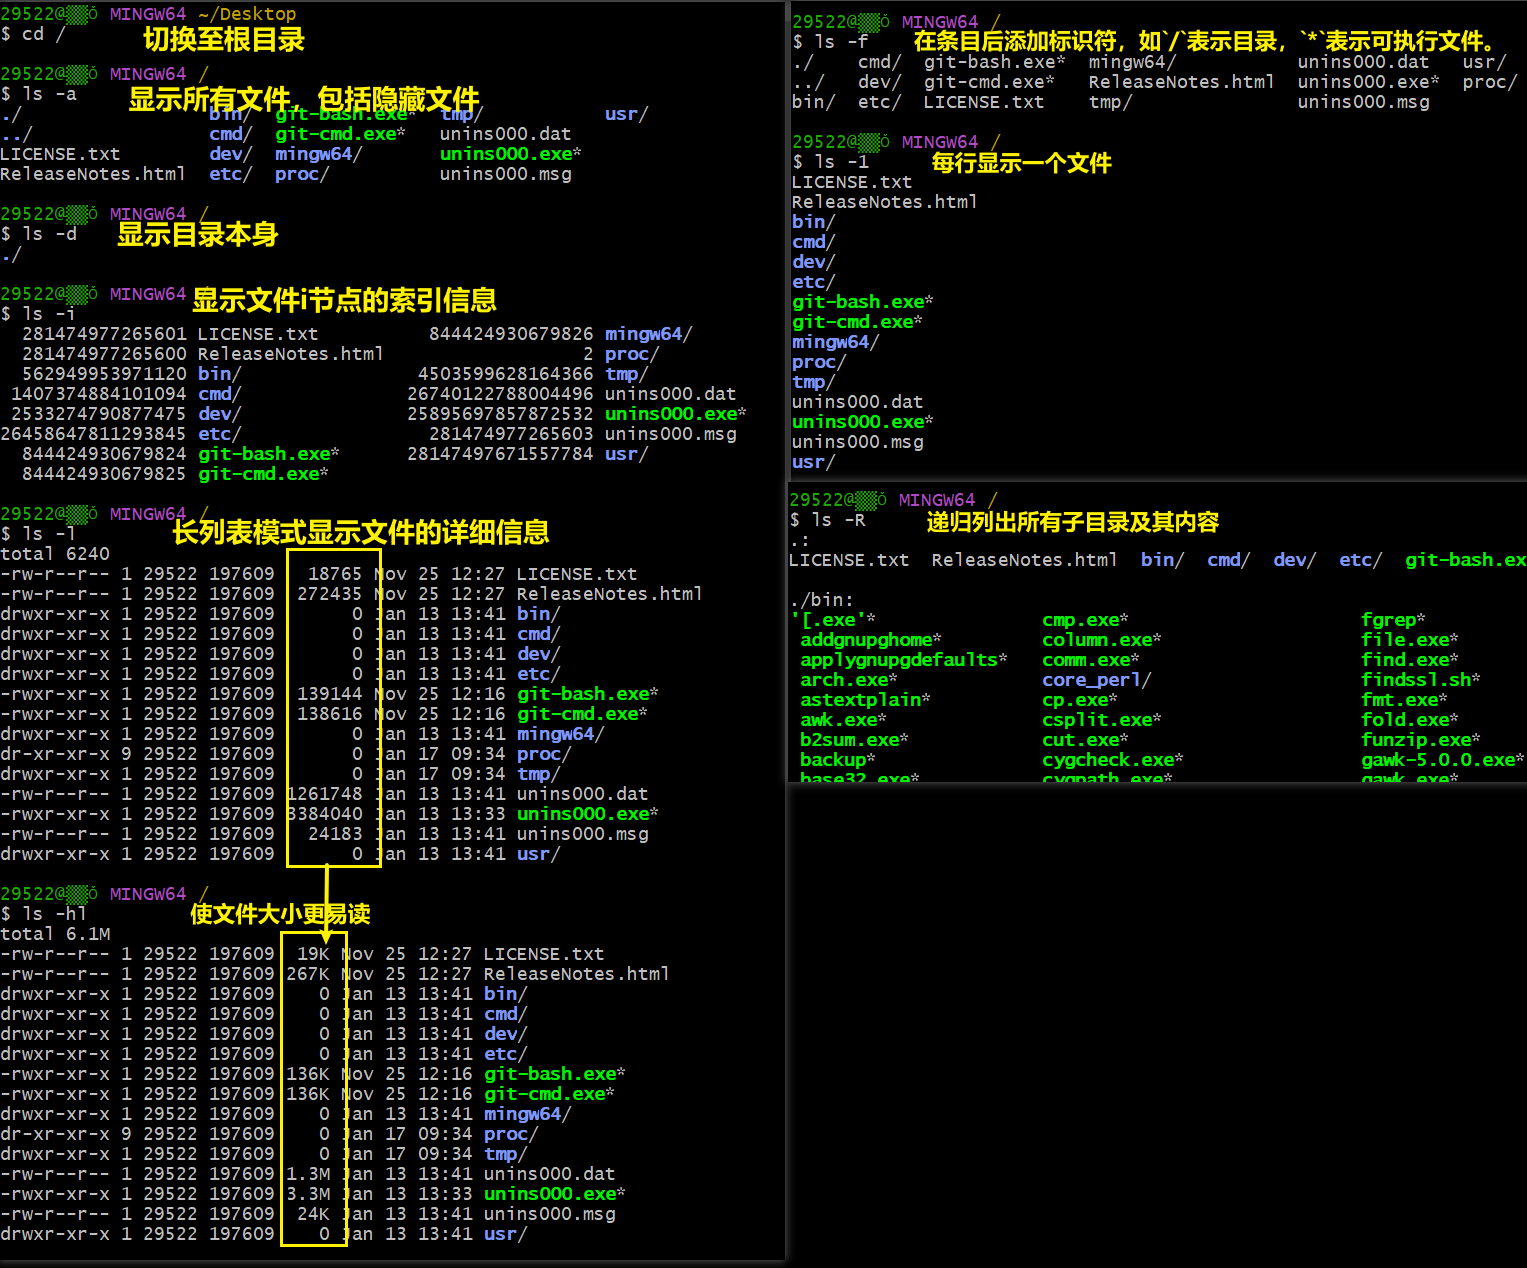 29522@▒▒ô MINGW64 ~/Desktop
$ cd /
切换至根目录
29522@▒▒ô MINGW64 /
$ ls -a
显示所有文件，包括隐藏文件
./ bin/ git-bash.exe* tmp/ usr/
../ cmd/ git-cmd.exe* unins000.dat
LICENSE.txt dev/ mingw64/ unins000.exe*
ReleaseNotes.html etc/ proc/ unins000.msg
29522@▒▒ô MINGW64 /
$ ls -d
显示目录本身
./
29522@▒▒ô MINGW64 /
$ ls -i
显示文件i节点的索引信息
281474977265601 LICENSE.txt 844424930679826 mingw64/
281474977265600 ReleaseNotes.html 2 proc/
562949953971120 bin/ 4503599628164366 tmp/
1407374884101094 cmd/ 26740122788004496 unins000.dat
2533274790877475 dev/ 25895697857872532 unins000.exe*
26458647811293845 etc/ 281474977265603 unins000.msg
844424930679824 git-bash.exe* 28147497671557784 usr/
844424930679825 git-cmd.exe*
29522@▒▒ô MINGW64 /
$ ls -l
长列表模式显示文件的详细信息
total 6240
-rw-r--r-- 1 29522 197609 18765 Nov 25 12:27 LICENSE.txt
-rw-r--r-- 1 29522 197609 272435 Nov 25 12:27 ReleaseNotes.html
drwxr-xr-x 1 29522 197609 0 Jan 13 13:41 bin/
drwxr-xr-x 1 29522 197609 0 Jan 13 13:41 cmd/
drwxr-xr-x 1 29522 197609 0 Jan 13 13:41 dev/
drwxr-xr-x 1 29522 197609 0 Jan 13 13:41 etc/
-rwxr-xr-x 1 29522 197609 139144 Nov 25 12:16 git-bash.exe*
-rwxr-xr-x 1 29522 197609 138616 Nov 25 12:16 git-cmd.exe*
drwxr-xr-x 1 29522 197609 0 Jan 13 13:41 mingw64/
dr-xr-xr-x 9 29522 197609 0 Jan 17 09:34 proc/
drwxr-xr-x 1 29522 197609 0 Jan 17 09:34 tmp/
-rw-r--r-- 1 29522 197609 1261748 Jan 13 13:41 unins000.dat
-rwxr-xr-x 1 29522 197609 3384040 Jan 13 13:33 unins000.exe*
-rw-r--r-- 1 29522 197609 24183 Jan 13 13:41 unins000.msg
drwxr-xr-x 1 29522 197609 0 Jan 13 13:41 usr/
29522@▒▒ô MINGW64 /
$ ls -hl
使文件大小更易读
total 6.1M
-rw-r--r-- 1 29522 197609 19K Nov 25 12:27 LICENSE.txt
-rw-r--r-- 1 29522 197609 267K Nov 25 12:27 ReleaseNotes.html
drwxr-xr-x 1 29522 197609 0 Jan 13 13:41 bin/
drwxr-xr-x 1 29522 197609 0 Jan 13 13:41 cmd/
drwxr-xr-x 1 29522 197609 0 Jan 13 13:41 dev/
drwxr-xr-x 1 29522 197609 0 Jan 13 13:41 etc/
-rwxr-xr-x 1 29522 197609 136K Nov 25 12:16 git-bash.exe*
-rwxr-xr-x 1 29522 197609 136K Nov 25 12:16 git-cmd.exe*
drwxr-xr-x 1 29522 197609 0 Jan 13 13:41 mingw64/
dr-xr-xr-x 9 29522 197609 0 Jan 17 09:34 proc/
drwxr-xr-x 1 29522 197609 0 Jan 17 09:34 tmp/
-rw-r--r-- 1 29522 197609 1.3M Jan 13 13:41 unins000.dat
-rwxr-xr-x 1 29522 197609 3.3M Jan 13 13:33 unins000.exe*
-rw-r--r-- 1 29522 197609 24K Jan 13 13:41 unins000.msg
drwxr-xr-x 1 29522 197609 0 Jan 13 13:41 usr/
29522@▒▒ô MINGW64 /
$ ls -f
在条目后添加标识符，如`/`表示目录，`*`表示可执行文件。
./ cmd/ git-bash.exe* mingw64/ unins000.dat usr/
../ dev/ git-cmd.exe* ReleaseNotes.html unins000.exe* proc/
bin/ etc/ LICENSE.txt tmp/ unins000.msg
29522@▒▒ô MINGW64 /
$ ls -1
每行显示一个文件
LICENSE.txt
ReleaseNotes.html
bin/
cmd/
dev/
etc/
git-bash.exe*
git-cmd.exe*
mingw64/
proc/
tmp/
unins000.dat
unins000.exe*
unins000.msg
usr/
29522@▒▒ô MINGW64 /
$ ls -R
递归列出所有子目录及其内容
.:
LICENSE.txt ReleaseNotes.html bin/ cmd/ dev/ etc/ git-bash.ex
./bin:
'[.exe'* cmp.exe* fgrep*
addgnupghome* column.exe* file.exe*
applygnupgdefaults* comm.exe* find.exe*
arch.exe* core_perl/ findssl.sh*
astextplain* cp.exe* fmt.exe*
awk.exe* csplit.exe* fold.exe*
b2sum.exe* cut.exe* funzip.exe*
backup* cygcheck.exe* gawk-5.0.0.exe*
base32.exe* cygpath.exe* gawk.exe*